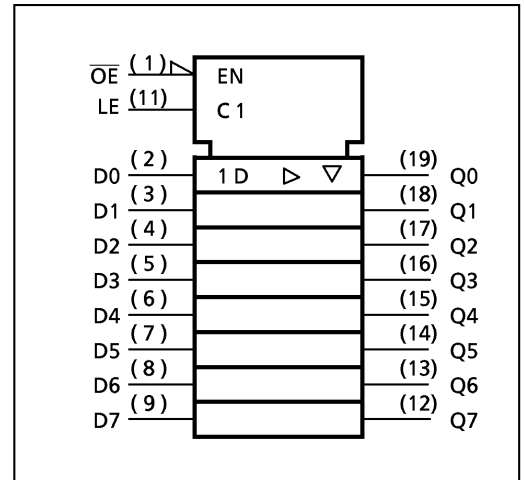 OE (1) EN
LE (11) C1
D0 (2) 1D (19) Q0
D1 (3) (18) Q1
D2 (4) (17) Q2
D3 (5) (16) Q3
D4 (6) (15) Q4
D5 (7) (14) Q5
D6 (8) (13) Q6
D7 (9) (12) Q7